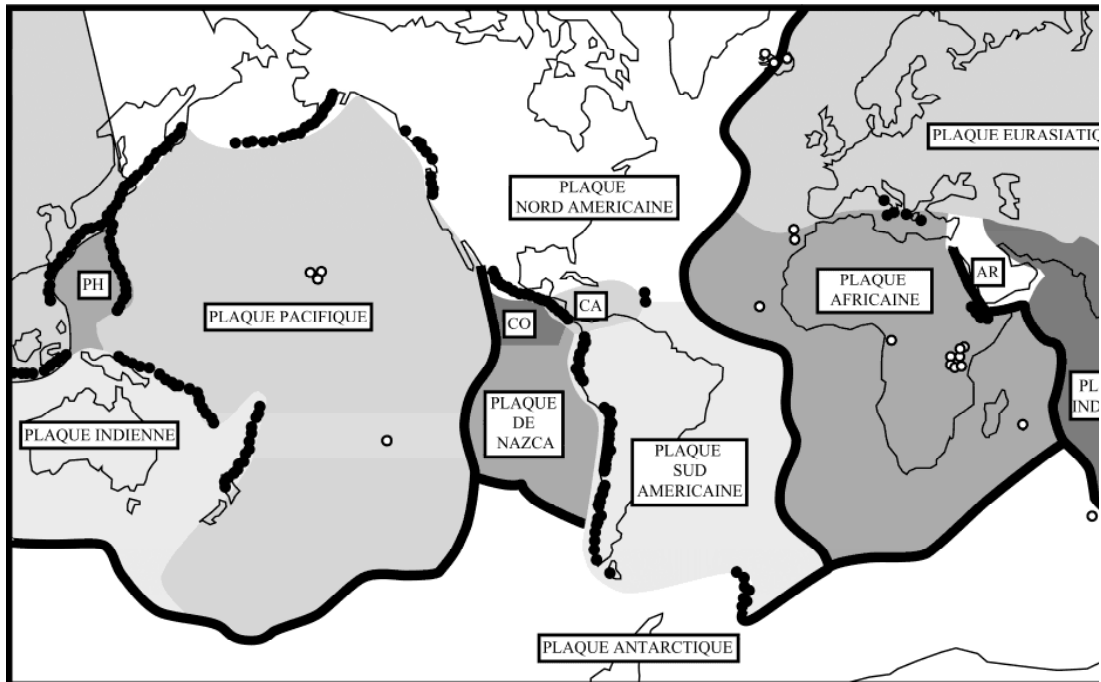 PLAQUE EURASIATIQ
PLAQUE
NORD AMERICAINE
PH
PLAQUE PACIFIQUE
CA
CO
PLAQUE
AFRICAINE
AR
PLAQUE INDIENNE
PLAQUE
DE
NAZCA
PLAQUE
SUD
AMERICAINE
PL
IND
PLAQUE ANTARCTIQUE